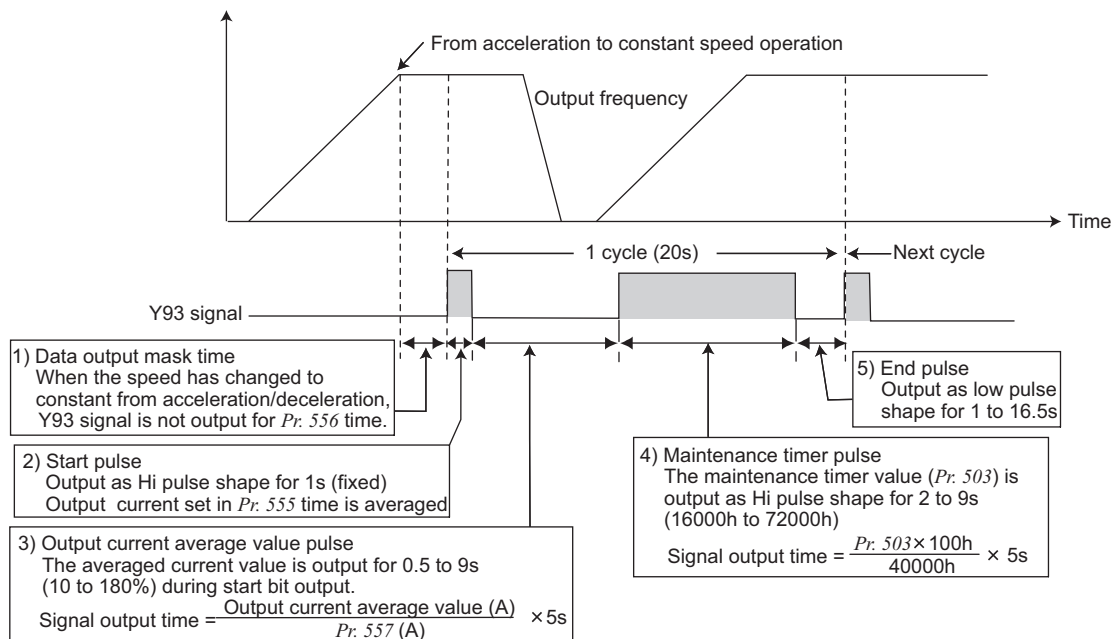 From acceleration to constant speed operation
Output frequency
Time
1 cycle (20s)
Next cycle
Y93 signal
1) Data output mask time
When the speed has changed to
constant from acceleration/deceleration,
Y93 signal is not output for Pr. 556 time.
2) Start pulse
Output as Hi pulse shape for 1s (fixed)
Output current set in Pr. 555 time is averaged
3) Output current average value pulse
The averaged current value is output for 0.5 to 9s
(10 to 180%) during start bit output.
Signal output time = Output current average value (A) / Pr. 557 (A) ×5s
5) End pulse
Output as low pulse
shape for 1 to 16.5s
4) Maintenance timer pulse
The maintenance timer value (Pr. 503) is
output as Hi pulse shape for 2 to 9s
(16000h to 72000h)
Signal output time = Pr. 503×100h / 40000h × 5s